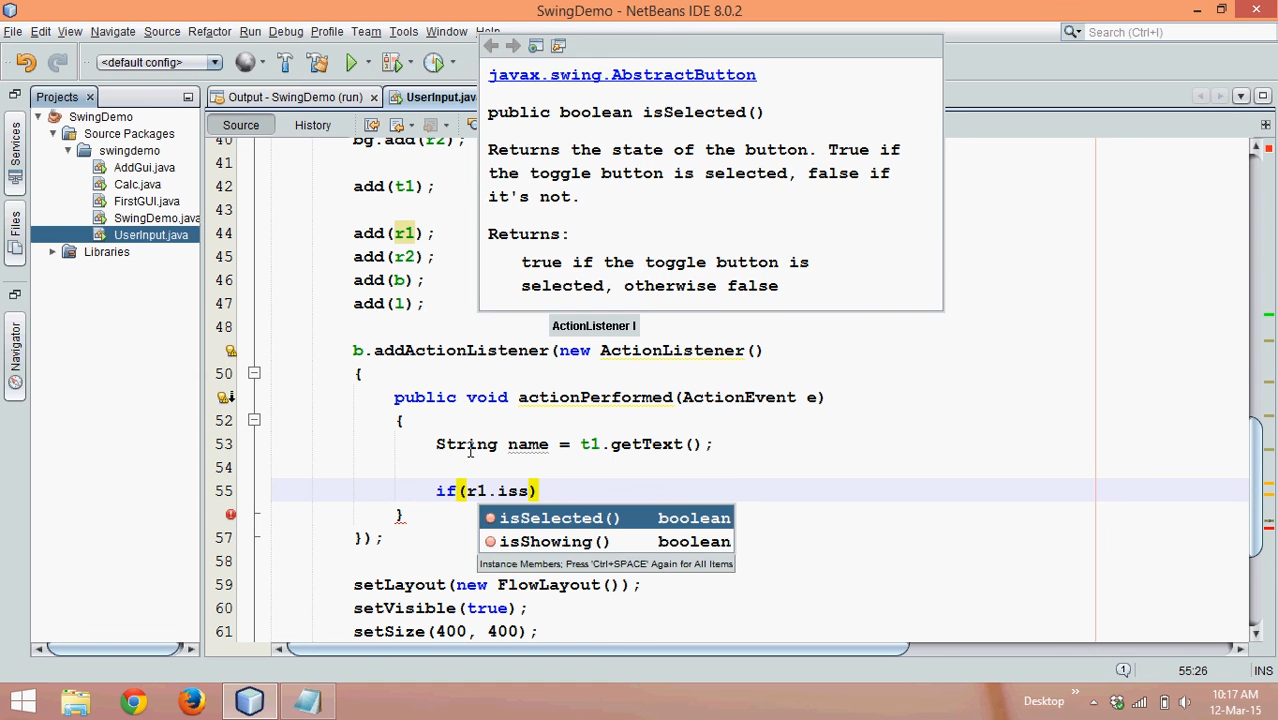 SwingDemo - NetBeans IDE 8.0.2
File Edit View Navigate Source Refactor Run Debug Profile Team Tools Window Help
Search (Ctrl+I)
<default config>
Projects
Output - SwingDemo (run)
UserInput.java
Source History
Services
Files
Navigator
SwingDemo
Source Packages
swingdemo
AddGui.java
Calc.java
FirstGUI.java
SwingDemo.java
UserInput.java
Libraries
javax.swing.AbstractButton
public boolean isSelected()
Returns the state of the button. True if
the toggle button is selected, false if
it's not.
Returns:
true if the toggle button is
selected, otherwise false
ActionListener l
40 bg.add(r2);
41
42 add(t1);
43
44 add(r1);
45 add(r2);
46 add(b);
47 add(l);
48
b.addActionListener(new ActionListener()
50 {
public void actionPerformed(ActionEvent e)
52 {
53 String name = t1.getText();
54
55 if(r1.iss)
}
57 });
58
59 setLayout(new FlowLayout());
60 setVisible(true);
61 setSize(400, 400);
isSelected() boolean
isShowing() boolean
Instance Members; Press 'Ctrl+SPACE' Again for All Items
1
55:26 INS
Desktop
10:17 AM
12-Mar-15